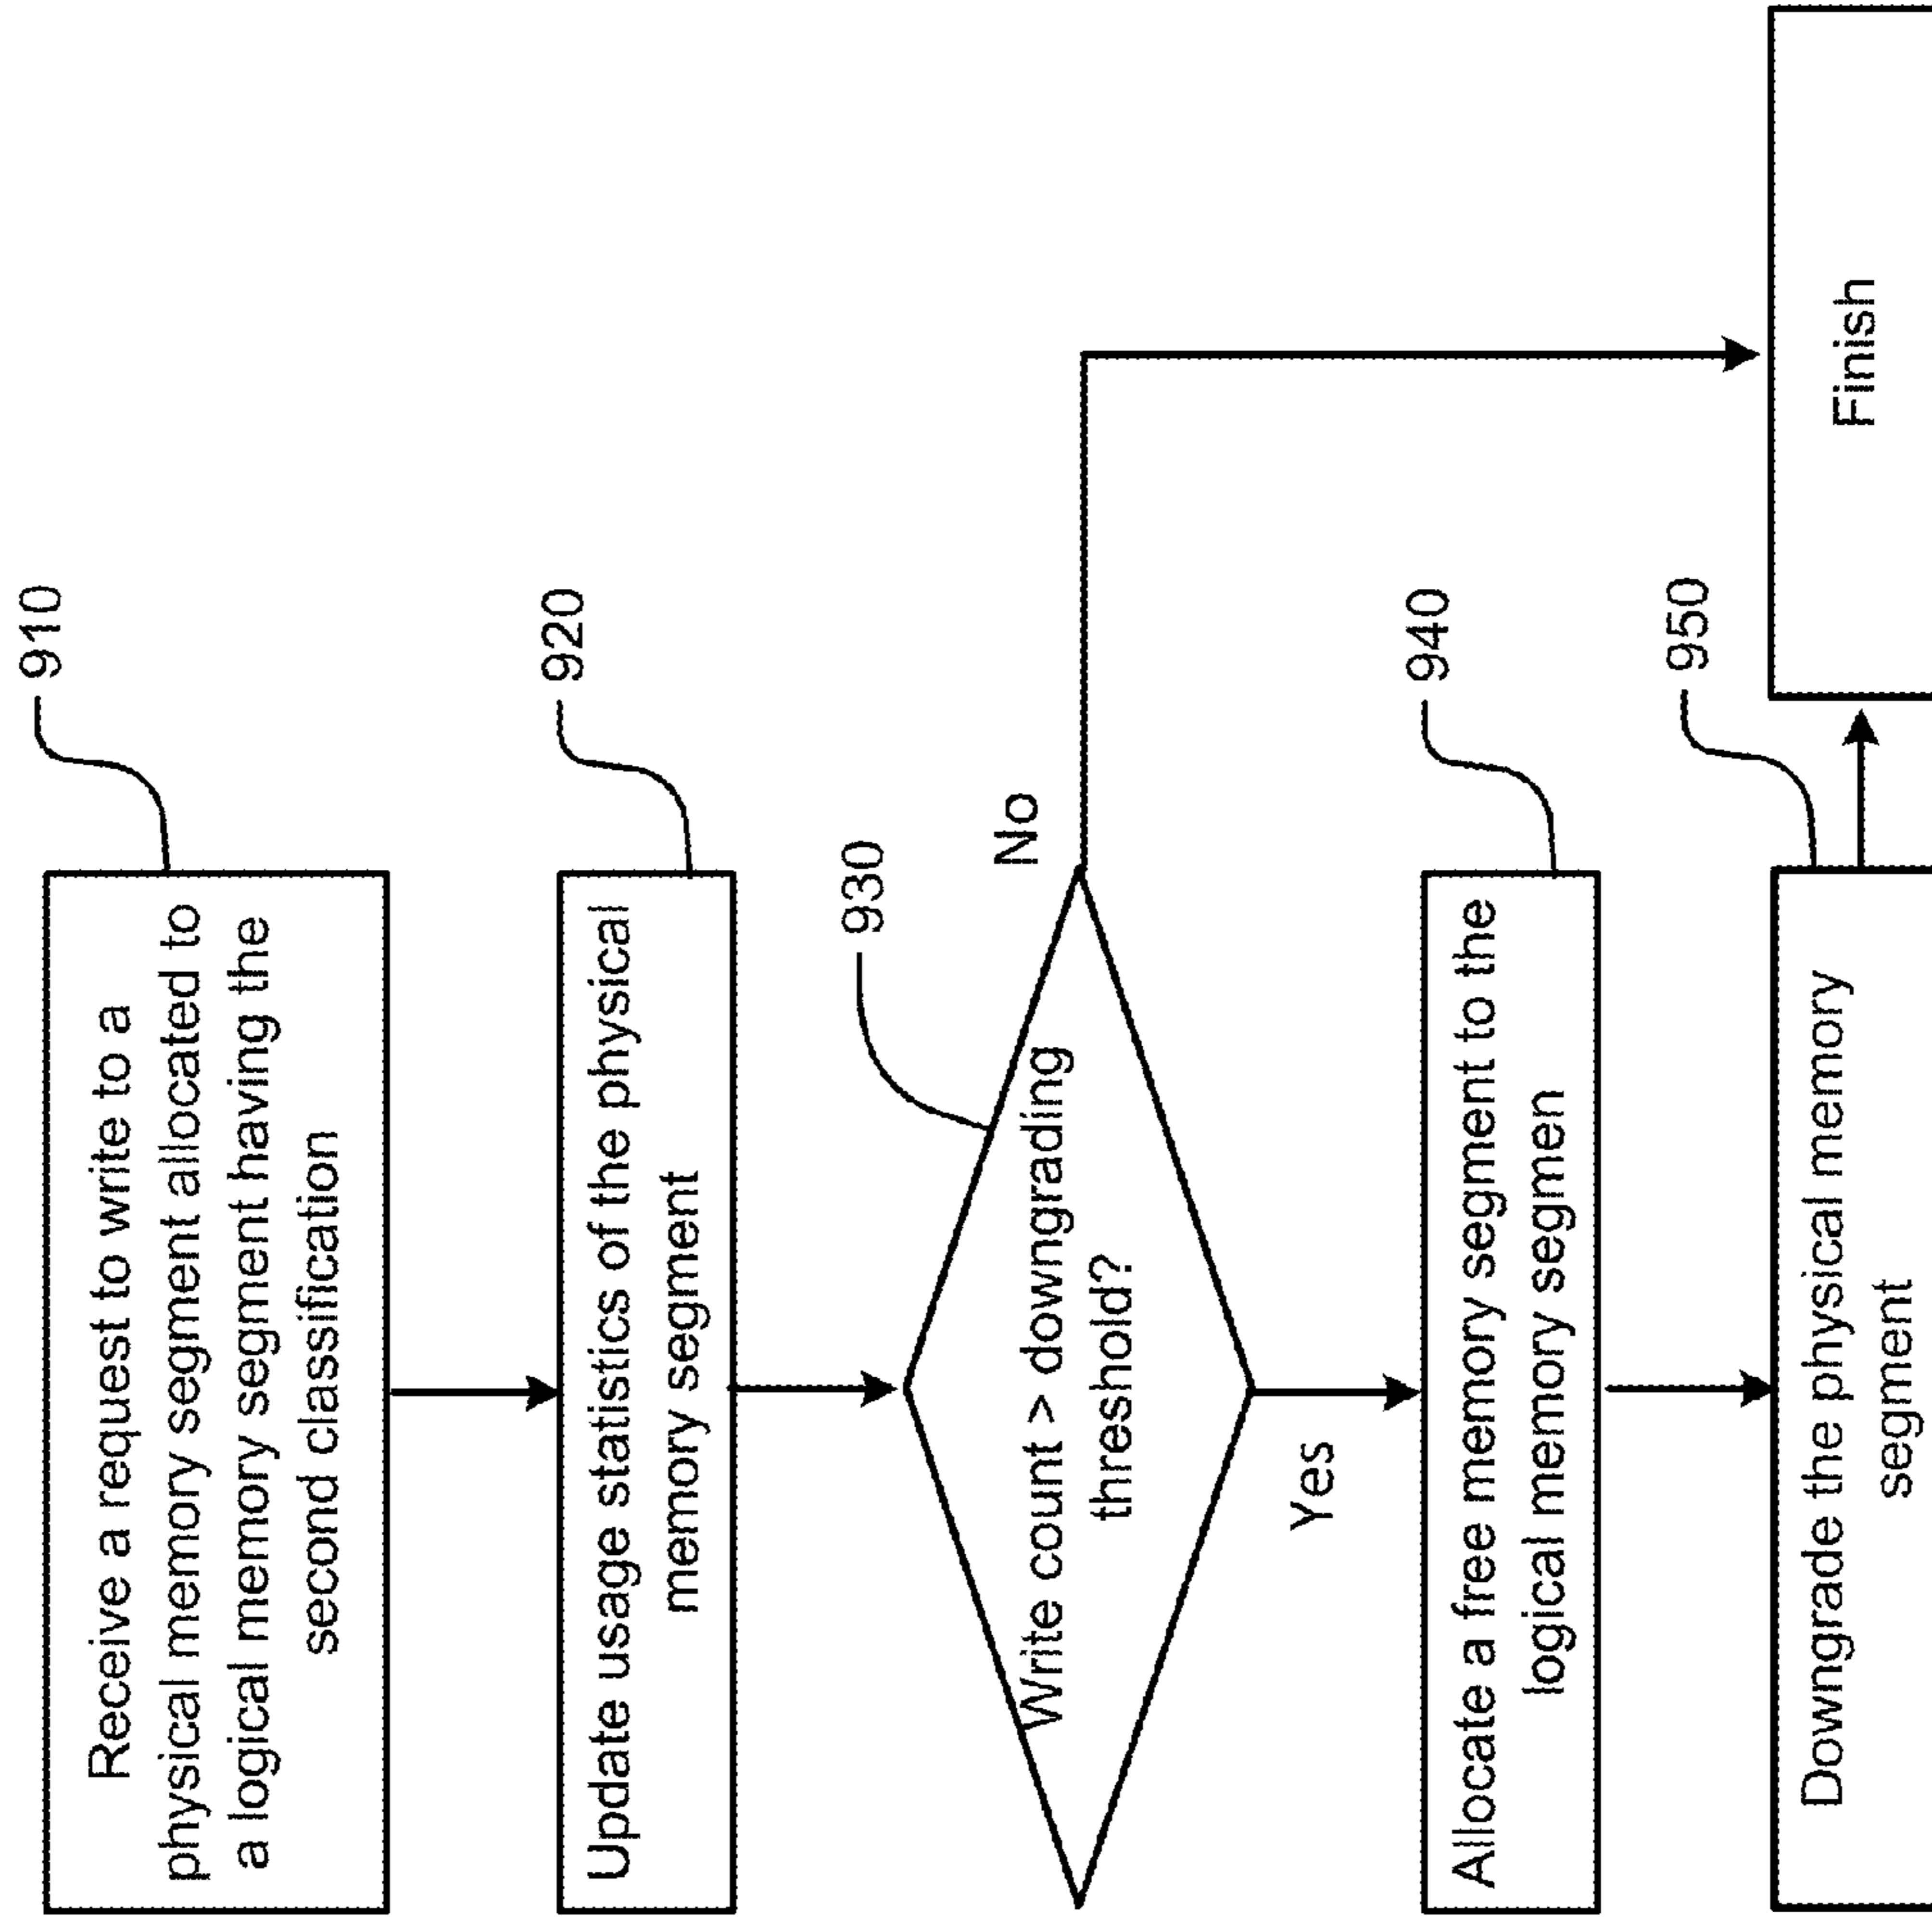 910
Receive a request to write to a
physical memory segment allocated to
a logical memory segment having the
second classification
920
Update usage statistics of the physical
memory segment
930
Write count > downgrading
threshold?
No
Yes
940
Allocate a free memory segment to the
logical memory segmen
950
Downgrade the physical memory
segment
Finish